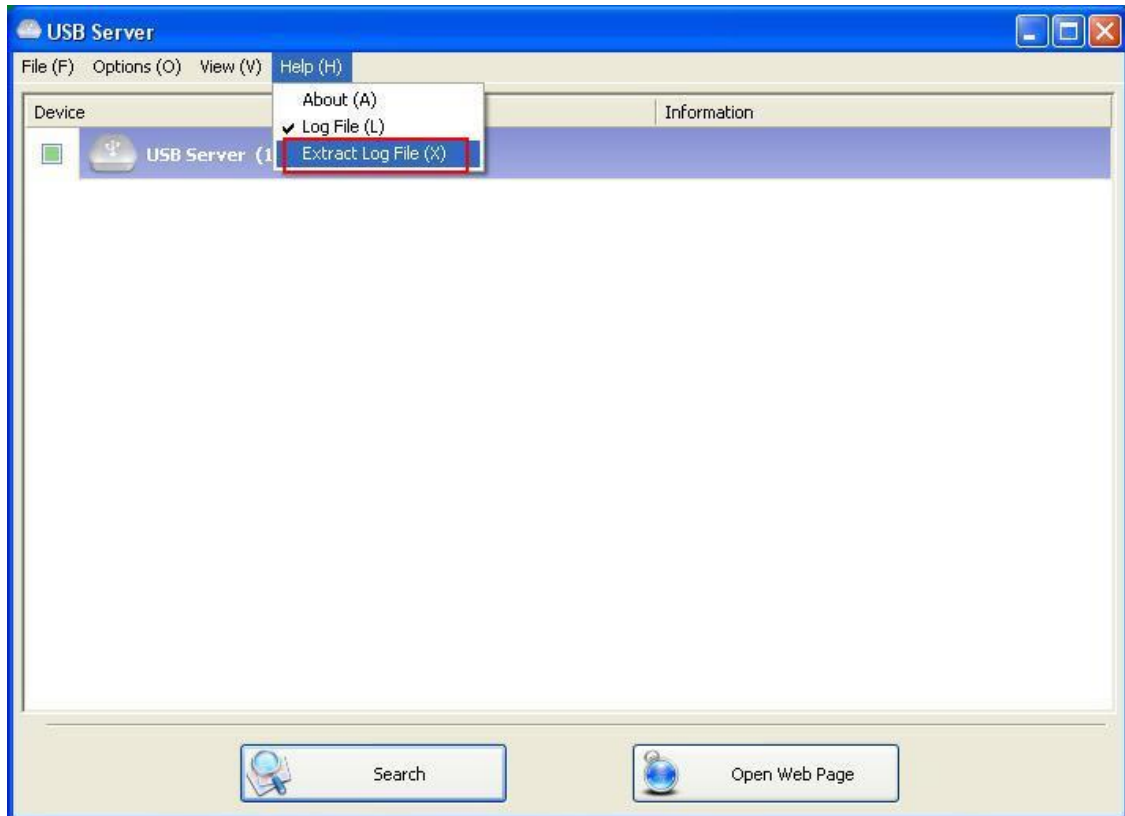 USB Server
File (F) Options (O) View (V) Help (H)
About (A)
Log File (L)
Extract Log File (X)
Device Information
USB Server (1
Search Open Web Page